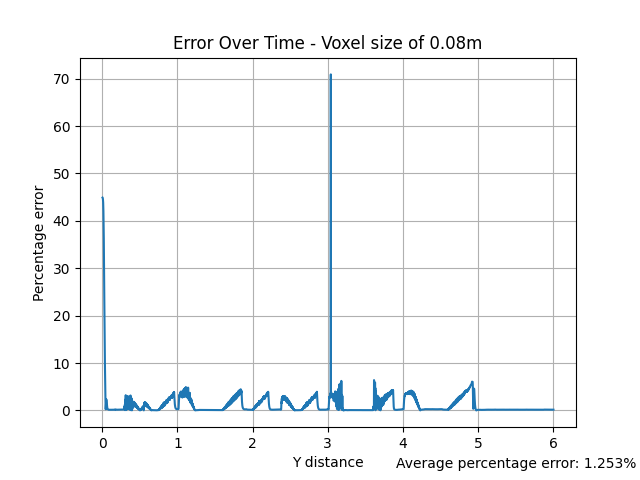 Error Over Time - Voxel size of 0.08m
Percentage error
70
60
50
40
30
20
10
0
0 1 2 3 4 5 6
Y distance
Average percentage error: 1.253%